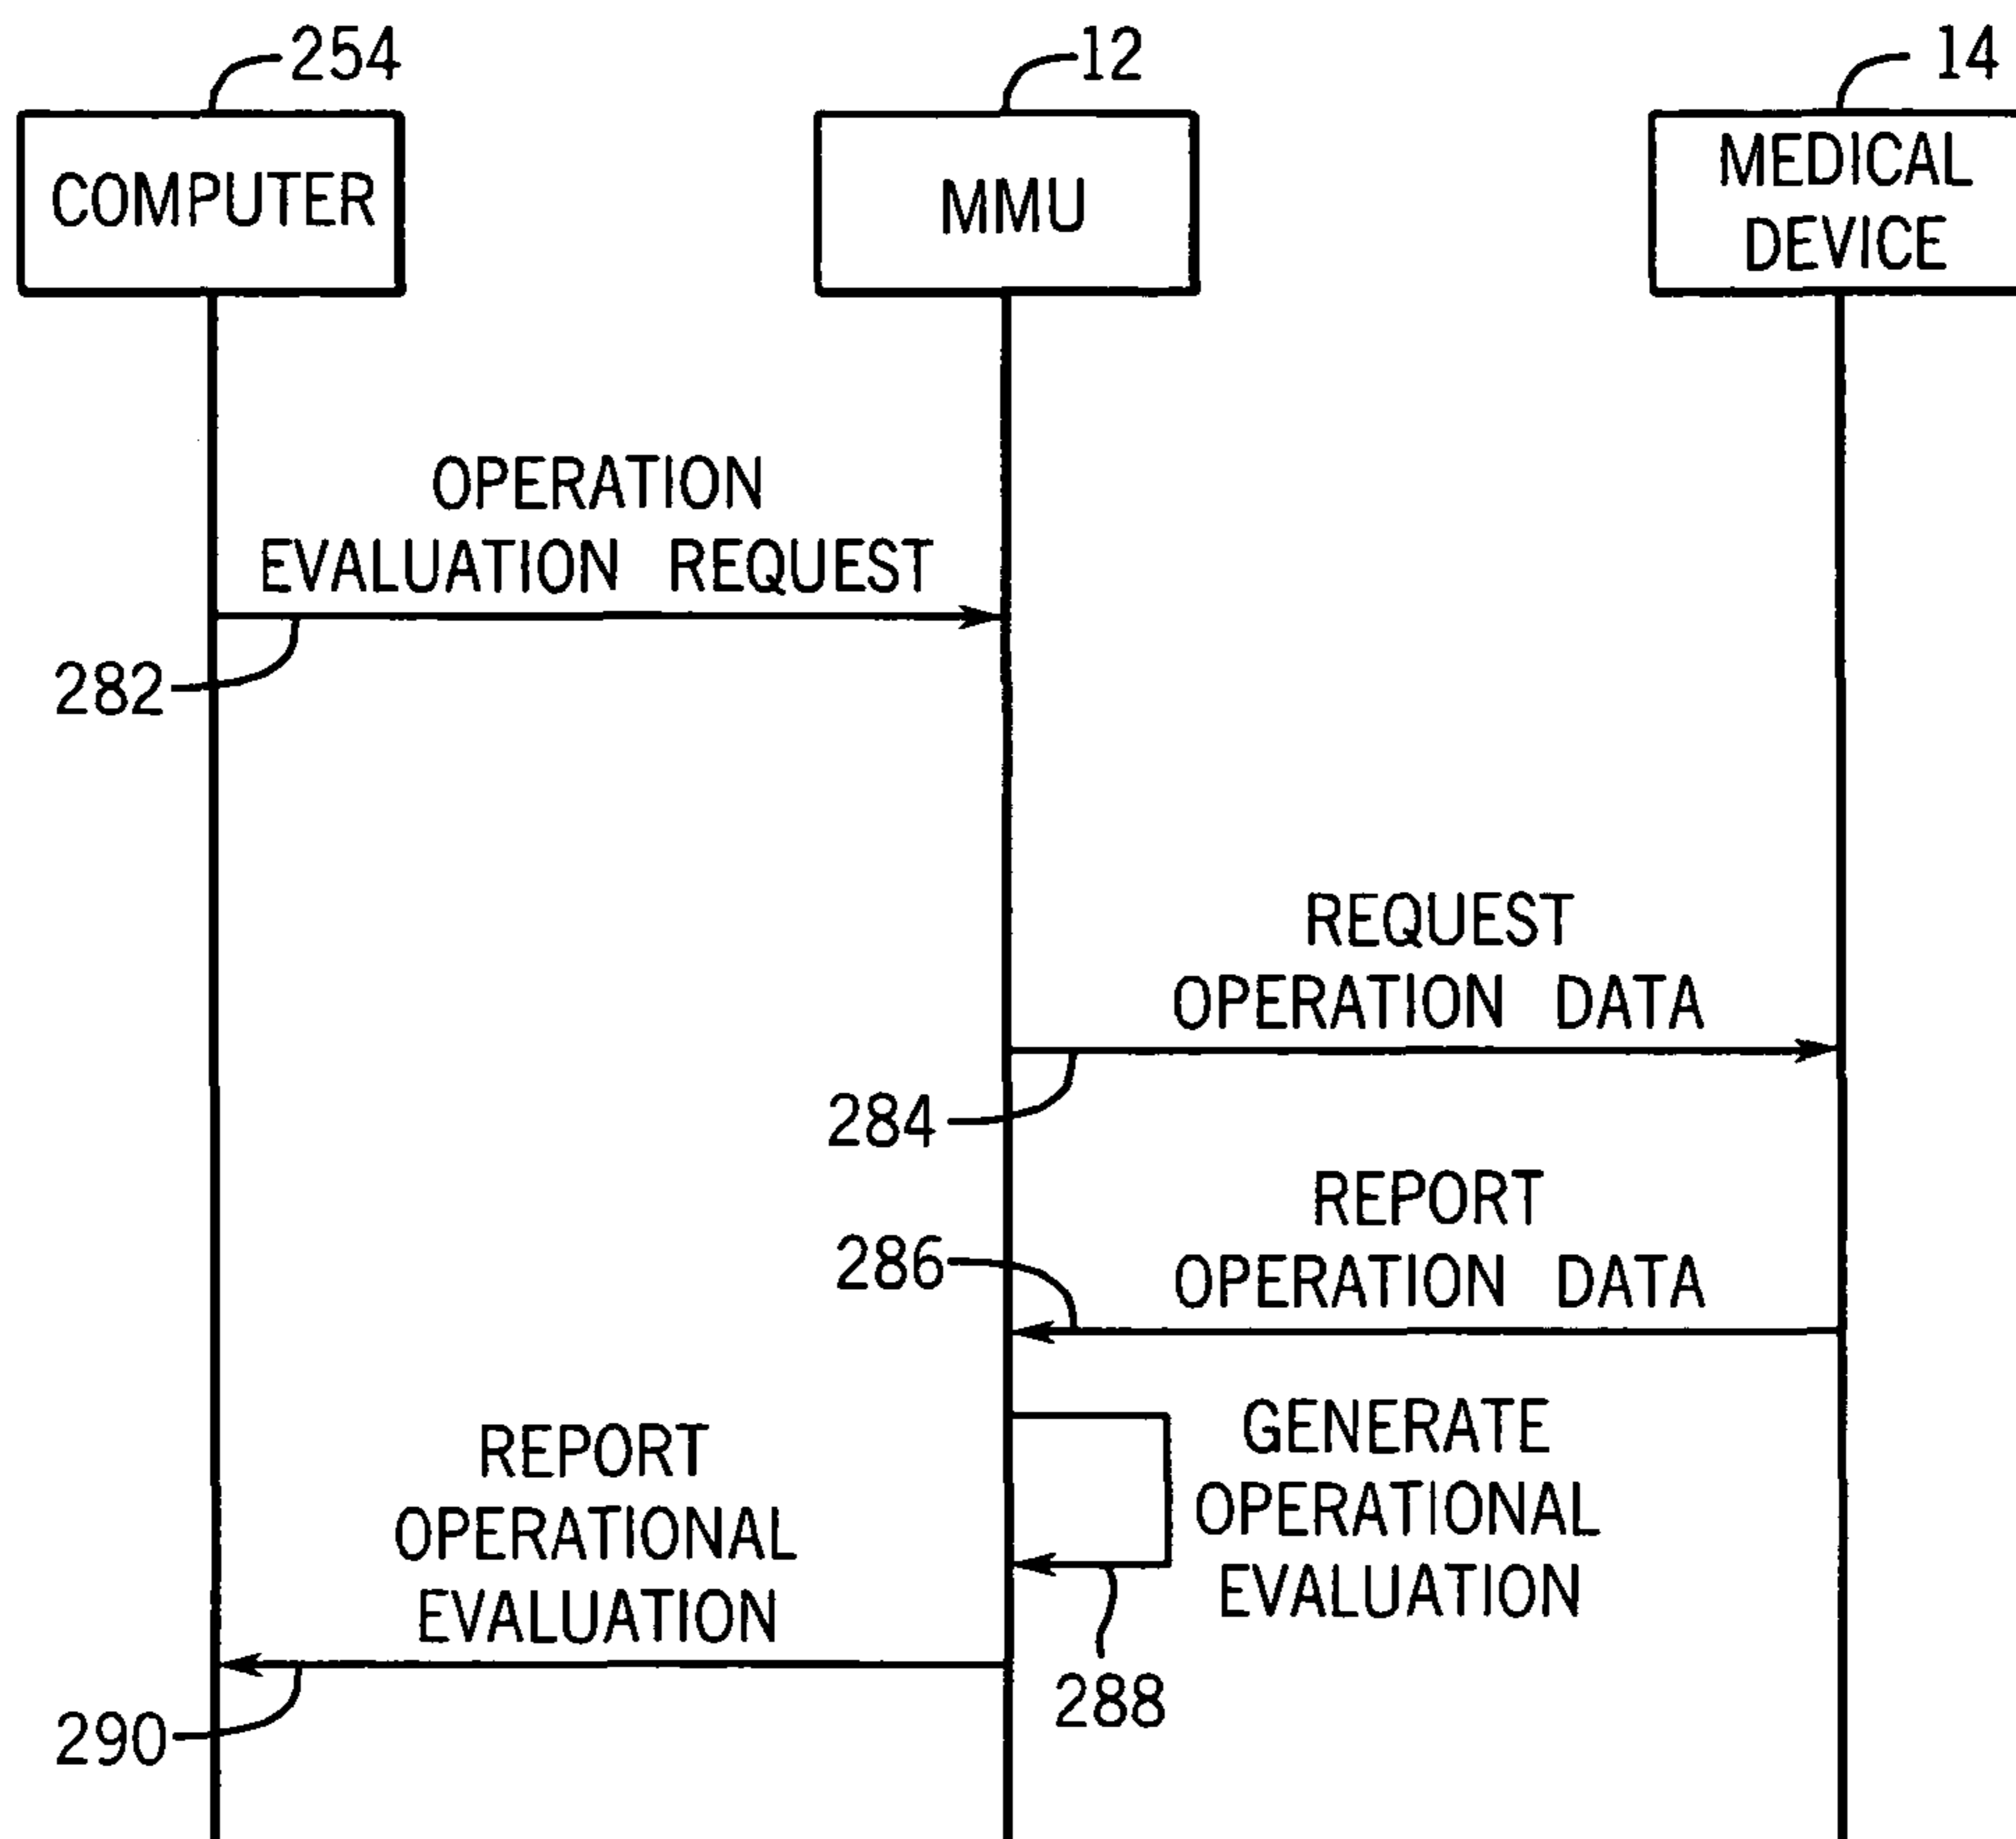 254
12
14
COMPUTER
MMU
MEDICAL
DEVICE
OPERATION
EVALUATION REQUEST
282
REQUEST
OPERATION DATA
284
REPORT
OPERATION DATA
286
GENERATE
OPERATIONAL
EVALUATION
288
REPORT
OPERATIONAL
EVALUATION
290